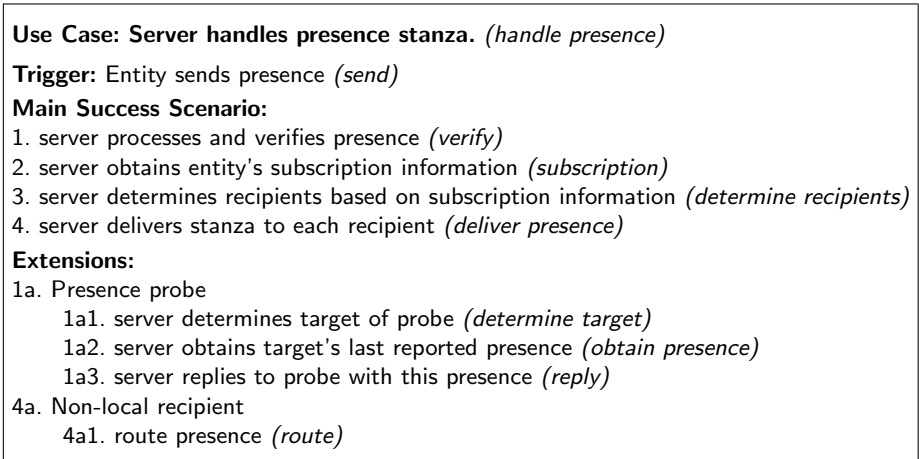 Use Case: Server handles presence stanza. (handle presence)
Trigger: Entity sends presence (send)
Main Success Scenario:
1. server processes and verifies presence (verify)
2. server obtains entity's subscription information (subscription)
3. server determines recipients based on subscription information (determine recipients)
4. server delivers stanza to each recipient (deliver presence)
Extensions:
1a. Presence probe
1a1. server determines target of probe (determine target)
1a2. server obtains target's last reported presence (obtain presence)
1a3. server replies to probe with this presence (reply)
4a. Non-local recipient
4a1. route presence (route)